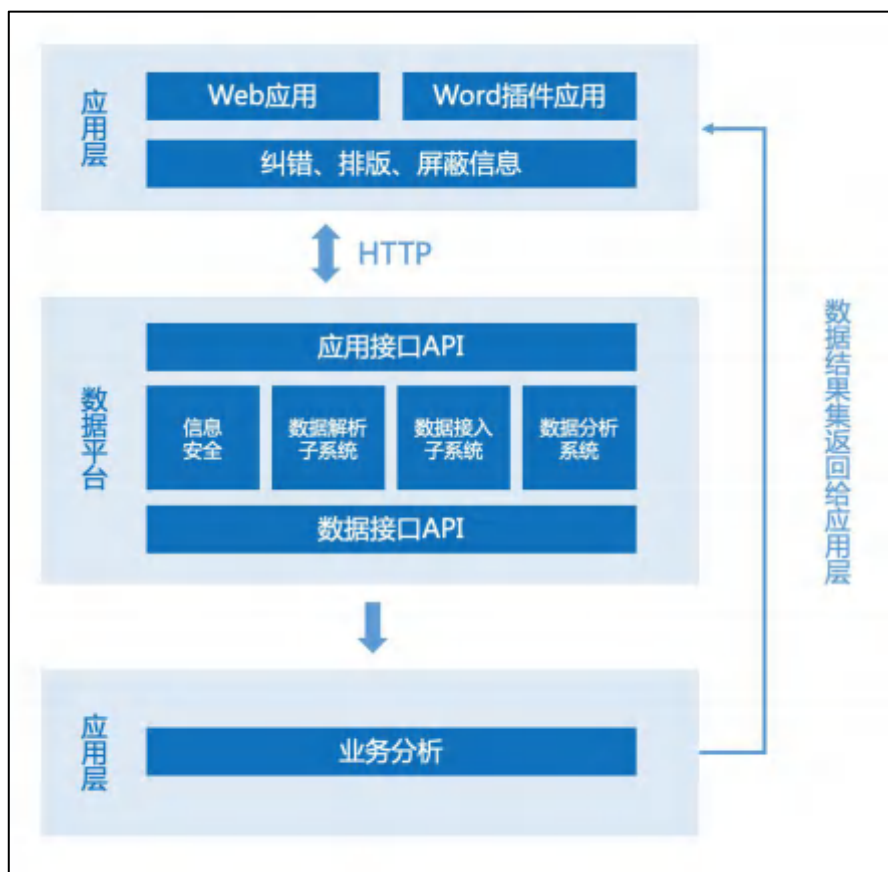 应用层
Web应用
Word插件应用
纠错、排版、屏蔽信息
HTTP
数据平台
应用接口API
信息
安全
数据解析
子系统
数据接入
子系统
数据分析
系统
数据接口API
应用层
业务分析
数据结果集返回给应用层